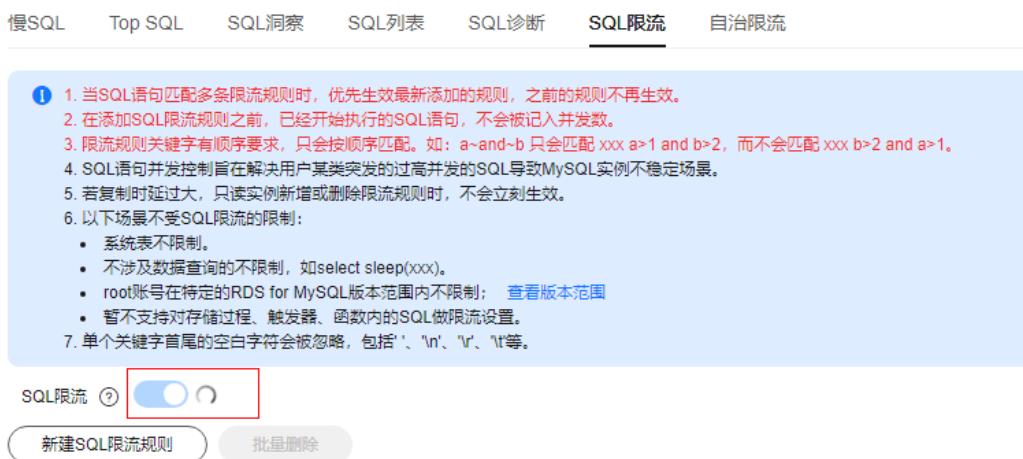 慢SQL Top SQL SQL洞察 SQL列表 SQL诊断 SQL限流 自治限流
1. 当SQL语句匹配多条限流规则时，优先生效最新添加的规则，之前的规则不再生效。
2. 在添加SQL限流规则之前，已经开始执行的SQL语句，不会被记入并发数。
3. 限流规则关键字有顺序要求，只会按顺序匹配。如：a~and~b 只会匹配 xxx a>1 and b>2，而不会匹配 xxx b>2 and a>1。
4. SQL语句并发控制旨在解决用户某类突发的过高并发的SQL导致MySQL实例不稳定场景。
5. 若复制时延过大，只读实例新增或删除限流规则时，不会立刻生效。
6. 以下场景不受SQL限流的限制：
• 系统表不限制。
• 不涉及数据查询的不限制，如select sleep(xxx)。
• root账号在特定的RDS for MySQL版本范围内不限制； 查看版本范围
• 暂不支持对存储过程、触发器、函数内的SQL做限流设置。
7. 单个关键字首尾的空白字符会被忽略，包括' '、'\n'、'\r'、'\t'等。
SQL限流 ?
新建SQL限流规则 批量删除